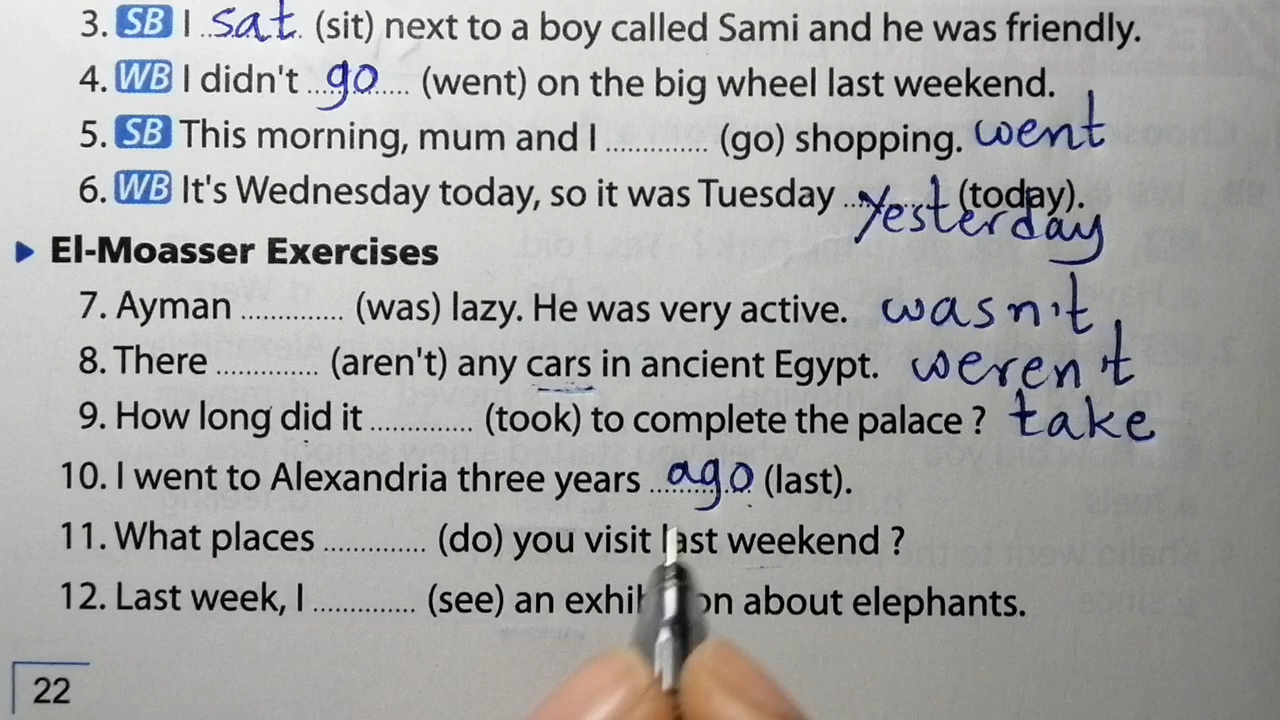 3. SB I ..sat.. (sit) next to a boy called Sami and he was friendly.
4. WB I didn't ...go..... (went) on the big wheel last weekend.
5. SB This morning, mum and I ............. (go) shopping. went
6. WB It's Wednesday today, so it was Tuesday ..Yesterday.. (today).
▶ El-Moasser Exercises
7. Ayman ............. (was) lazy. He was very active. wasn't
8. There ............. (aren't) any cars in ancient Egypt. weren't
9. How long did it ............. (took) to complete the palace ? take
10. I went to Alexandria three years ..ago.. (last).
11. What places ............. (do) you visit last weekend ?
12. Last week, I ............. (see) an about elephants.
22